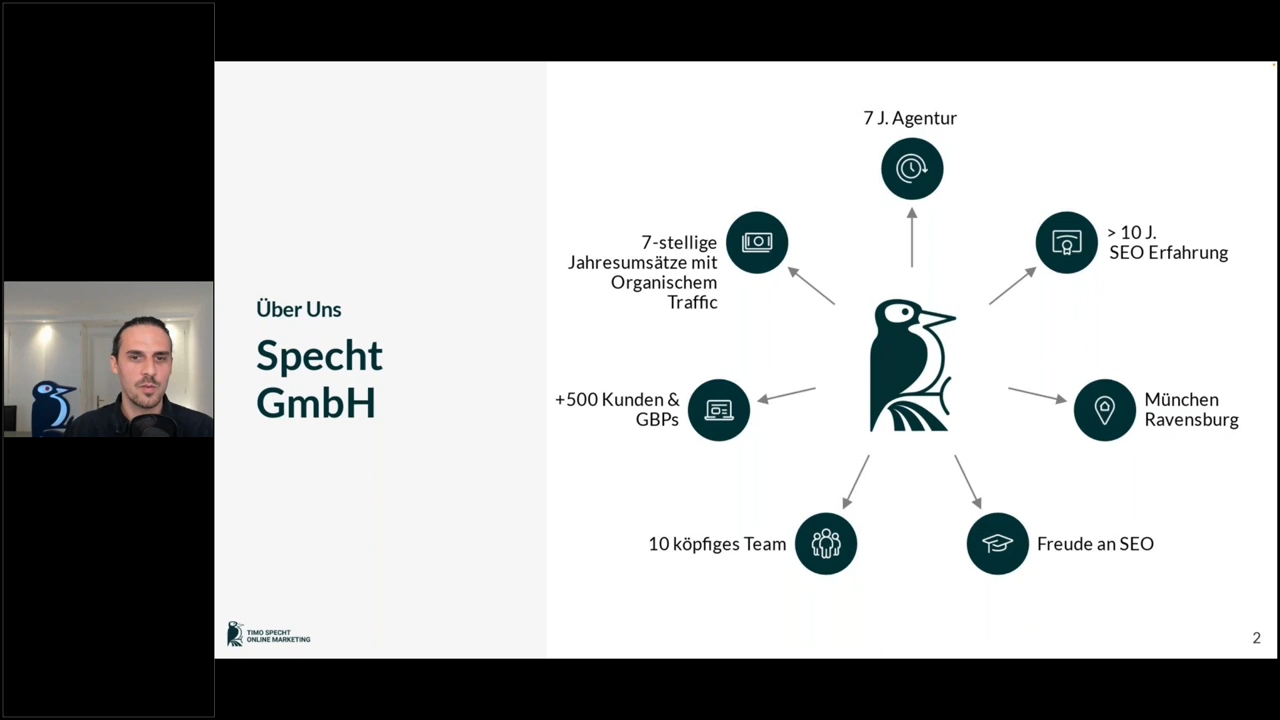 Über Uns
Specht
GmbH
7 J. Agentur
> 10 J.
SEO Erfahrung
München
Ravensburg
Freude an SEO
10 köpfiges Team
+500 Kunden &
GBPs
7-stellige
Jahresumsätze mit
Organischem
Traffic
TIMO SPECHT
ONLINE MARKETING
2